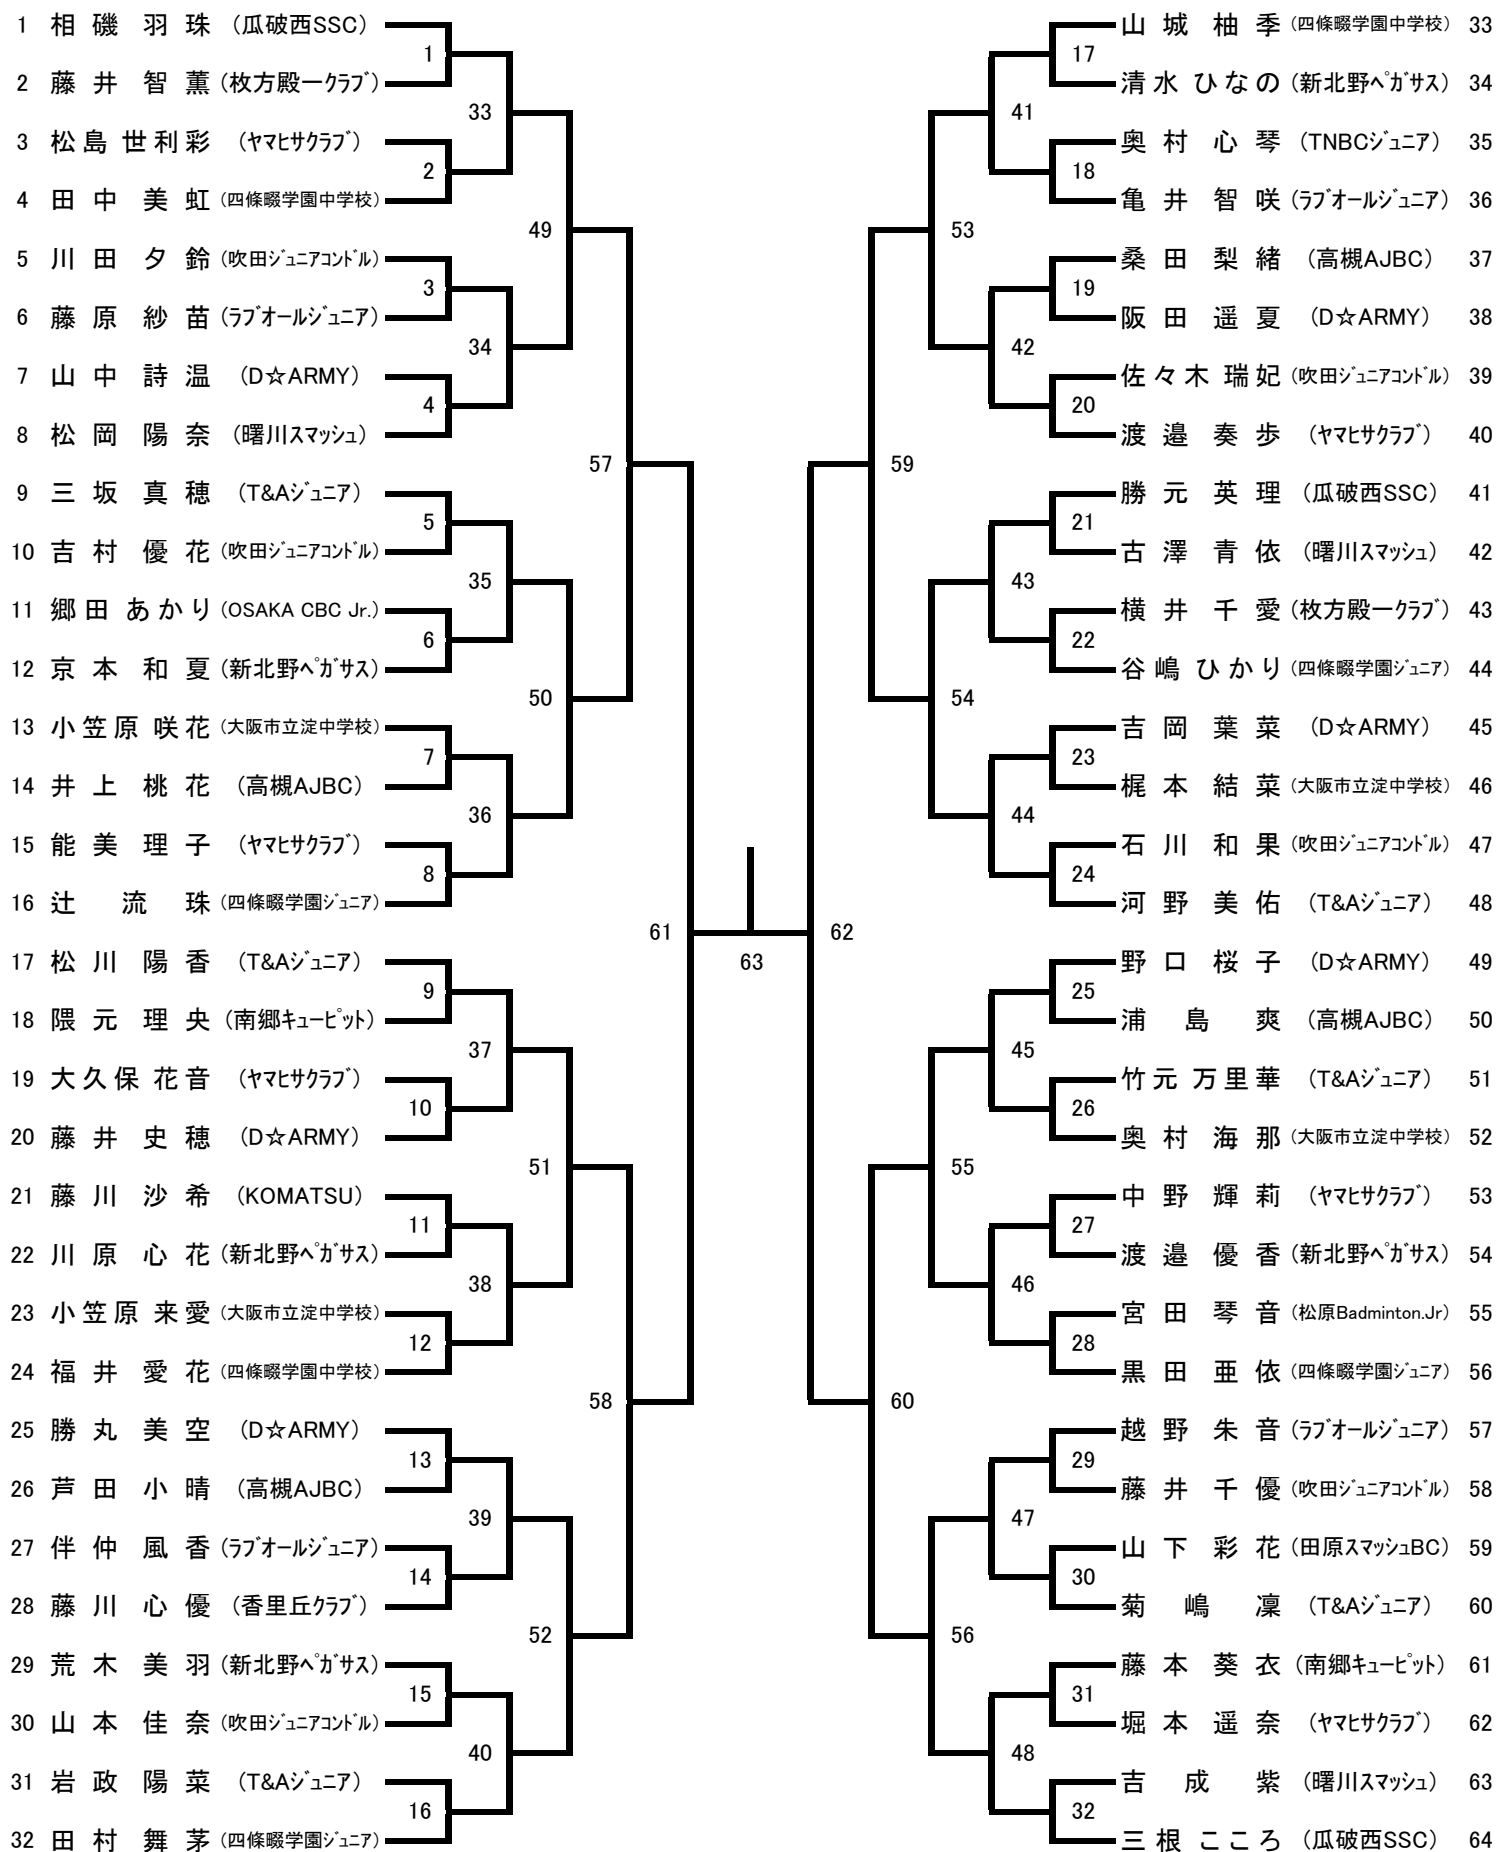 1 相磯 羽珠 (瓜破西SSC)
2 藤井 智薫 (枚方殿一クラブ)
3 松島 世利彩 (ヤマヒサクラブ)
4 田中 美虹 (四條畷学園中学校)
5 川田 夕鈴 (吹田ジュニアコンドル)
6 藤原 紗苗 (ラブオールジュニア)
7 山中 詩温 (D☆ARMY)
8 松岡 陽奈 (曙川スマッシュ)
9 三坂 真穂 (T&Aジュニア)
10 吉村 優花 (吹田ジュニアコンドル)
11 郷田 あかり (OSAKA CBC Jr.)
12 京本 和夏 (新北野ペガサス)
13 小笠原 咲花 (大阪市立淀中学校)
14 井上 桃花 (高槻AJBC)
15 能美 理子 (ヤマヒサクラブ)
16 辻 流珠 (四條畷学園ジュニア)
17 松川 陽香 (T&Aジュニア)
18 隈元 理央 (南郷キューピット)
19 大久保 花音 (ヤマヒサクラブ)
20 藤井 史穂 (D☆ARMY)
21 藤川 沙希 (KOMATSU)
22 川原 心花 (新北野ペガサス)
23 小笠原 来愛 (大阪市立淀中学校)
24 福井 愛花 (四條畷学園中学校)
25 勝丸 美空 (D☆ARMY)
26 芦田 小晴 (高槻AJBC)
27 伴仲 風香 (ラブオールジュニア)
28 藤川 心優 (香里丘クラブ)
29 荒木 美羽 (新北野ペガサス)
30 山本 佳奈 (吹田ジュニアコンドル)
31 岩政 陽菜 (T&Aジュニア)
32 田村 舞茅 (四條畷学園ジュニア)
1
2
3
4
5
6
7
8
9
10
11
12
13
14
15
16
33
34
35
36
37
38
39
40
49
50
51
52
57
58
61
63
62
59
60
53
54
55
56
41
42
43
44
45
46
47
48
17
18
19
20
21
22
23
24
25
26
27
28
29
30
31
32
山城 柚季 (四條畷学園中学校) 33
清水 ひなの (新北野ペガサス) 34
奥村 心琴 (TNBCジュニア) 35
亀井 智咲 (ラブオールジュニア) 36
桑田 梨緒 (高槻AJBC) 37
阪田 遥夏 (D☆ARMY) 38
佐々木 瑞妃 (吹田ジュニアコンドル) 39
渡邉 奏歩 (ヤマヒサクラブ) 40
勝元 英理 (瓜破西SSC) 41
古澤 青依 (曙川スマッシュ) 42
横井 千愛 (枚方殿一クラブ) 43
谷嶋 ひかり (四條畷学園ジュニア) 44
吉岡 葉菜 (D☆ARMY) 45
梶本 結菜 (大阪市立淀中学校) 46
石川 和果 (吹田ジュニアコンドル) 47
河野 美佑 (T&Aジュニア) 48
野口 桜子 (D☆ARMY) 49
浦島 爽 (高槻AJBC) 50
竹元 万里華 (T&Aジュニア) 51
奥村 海那 (大阪市立淀中学校) 52
中野 輝莉 (ヤマヒサクラブ) 53
渡邉 優香 (新北野ペガサス) 54
宮田 琴音 (松原Badminton.Jr) 55
黒田 亜依 (四條畷学園ジュニア) 56
越野 朱音 (ラブオールジュニア) 57
藤井 千優 (吹田ジュニアコンドル) 58
山下 彩花 (田原スマッシュBC) 59
菊嶋 凜 (T&Aジュニア) 60
藤本 葵衣 (南郷キューピット) 61
堀本 遥奈 (ヤマヒサクラブ) 62
吉成 紫 (曙川スマッシュ) 63
三根 こころ (瓜破西SSC) 64